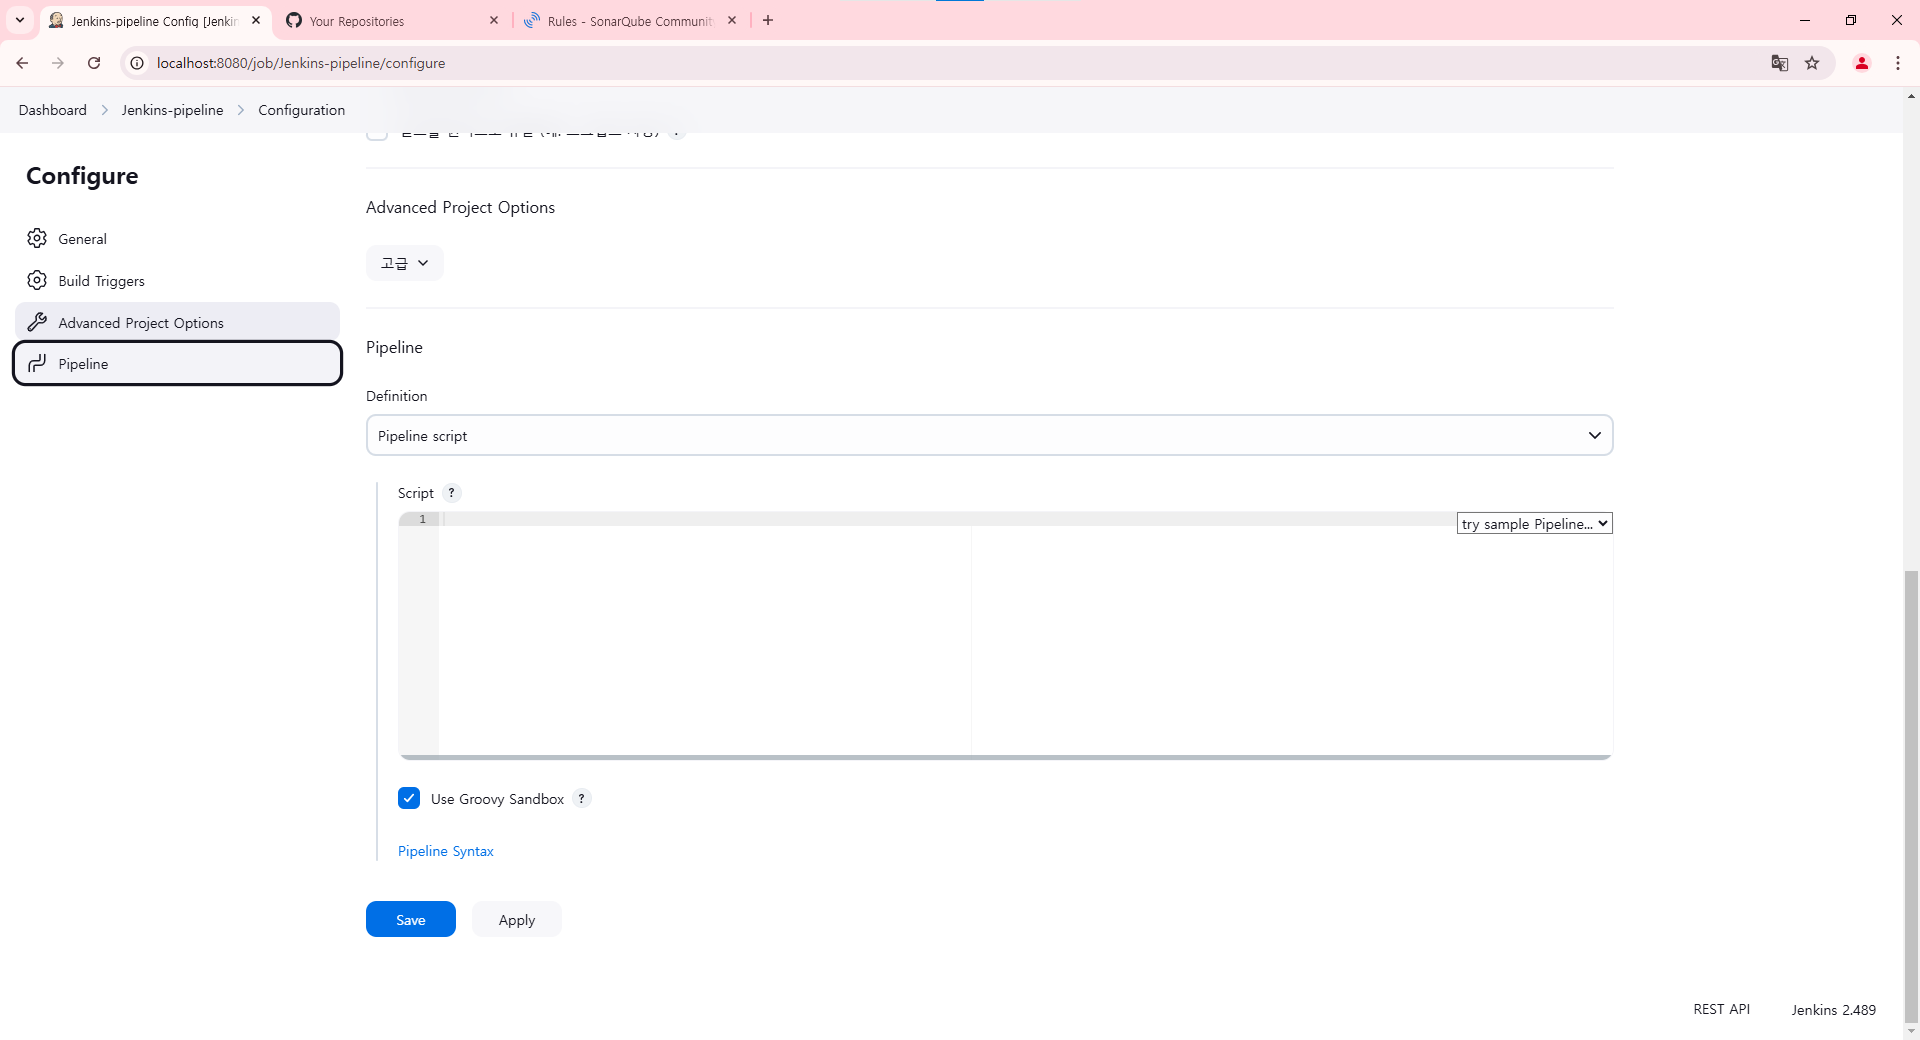 Jenkins-pipeline Config [Jenkin
Your Repositories
Rules - SonarQube Communit
localhost:8080/job/Jenkins-pipeline/configure
Dashboard
Jenkins-pipeline
Configuration
Configure
General
Build Triggers
Advanced Project Options
Pipeline
Advanced Project Options
고급
Pipeline
Definition
Pipeline script
Script ?
1
try sample Pipeline...
Use Groovy Sandbox ?
Pipeline Syntax
Save
Apply
REST API
Jenkins 2.489